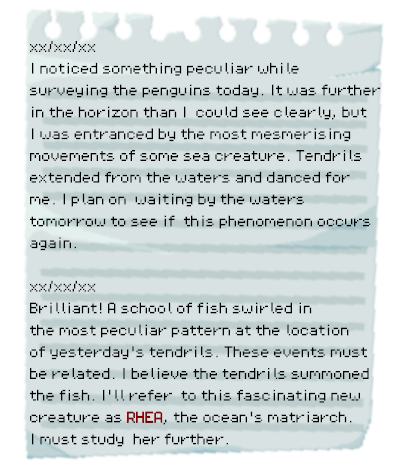 xx/xx/xx
I noticed something peculiar while
surveying the penguins today. It was further
in the horizon than I could see clearly, but
I was entranced by the most mesmerising
movements of some sea creature. Tendrils
extended from the waters and danced for
me. I plan on waiting by the waters
tomorrow to see if this phenomenon occurs
again.
xx/xx/xx
Brilliant! A school of fish swirled in
the most peculiar pattern at the location
of yesterday's tendrils. These events must
be related. I believe the tendrils summoned
the fish. I'll refer to this fascinating new
creature as RHEA, the ocean's matriarch.
I must study her further.